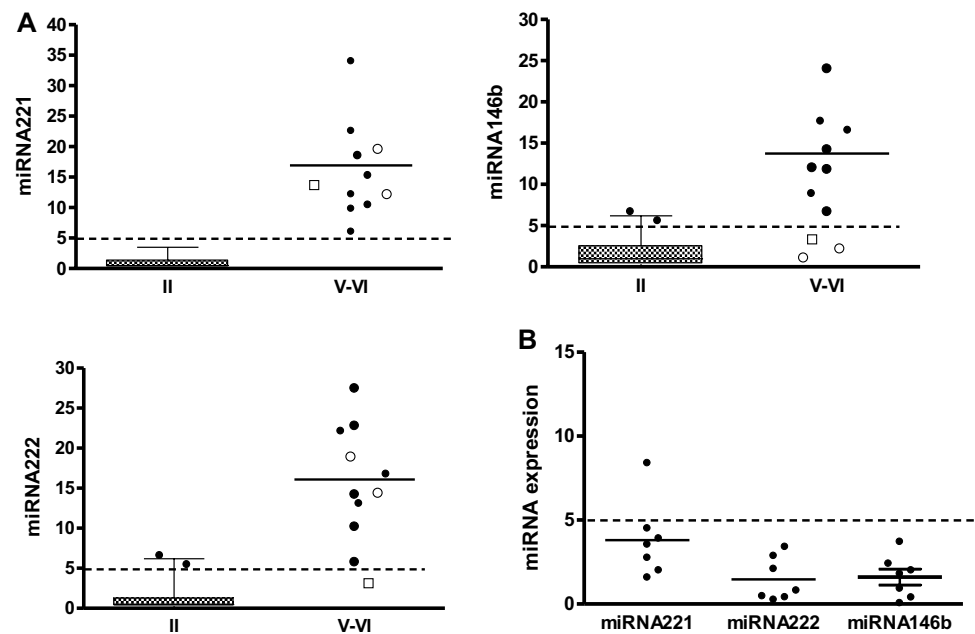 A
miRNA221
40
35
30
25
20
15
10
5
0
II V-VI
miRNA146b
30
25
20
15
10
5
0
II V-VI
miRNA222
30
25
20
15
10
5
0
II V-VI
B
miRNA expression
15
10
5
0
miRNA221 miRNA222 miRNA146b